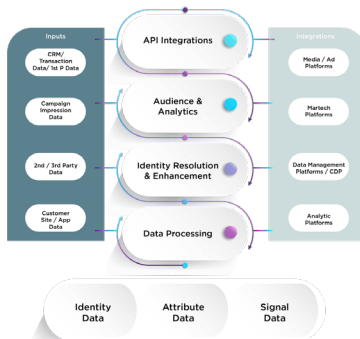 Inputs
CRM/
Transaction
Data/ 1st P Data
Campaign
Impression
Data
2nd / 3rd Party
Data
Customer
Site / App
Data
API Integrations
Audience &
Analytics
Identity Resolution
& Enhancement
Data Processing
Integrations
Media / Ad
Platforms
Martech
Platforms
Data Management
Platforms / CDP
Analytic
Platforms
Identity
Data
Attribute
Data
Signal
Data